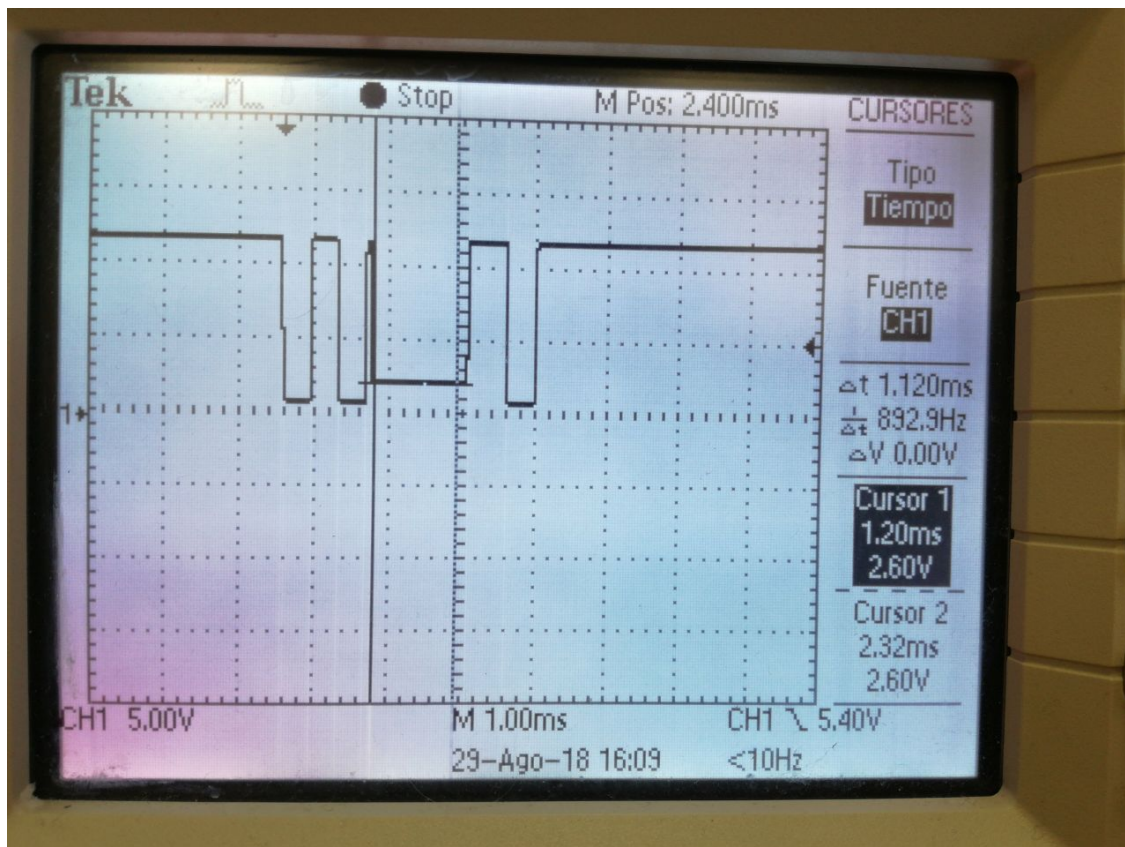 Tek Stop M Pos: 2.400ms CURSORES
Tipo
Tiempo
Fuente
CH1
△t 1.120ms
1/△t 892.9Hz
△V 0.00V
1
Cursor 1
1.20ms
2.60V
Cursor 2
2.32ms
2.60V
CH1 5.00V M 1.00ms CH1 \ 5.40V
29-Ago-18 16:09 <10Hz